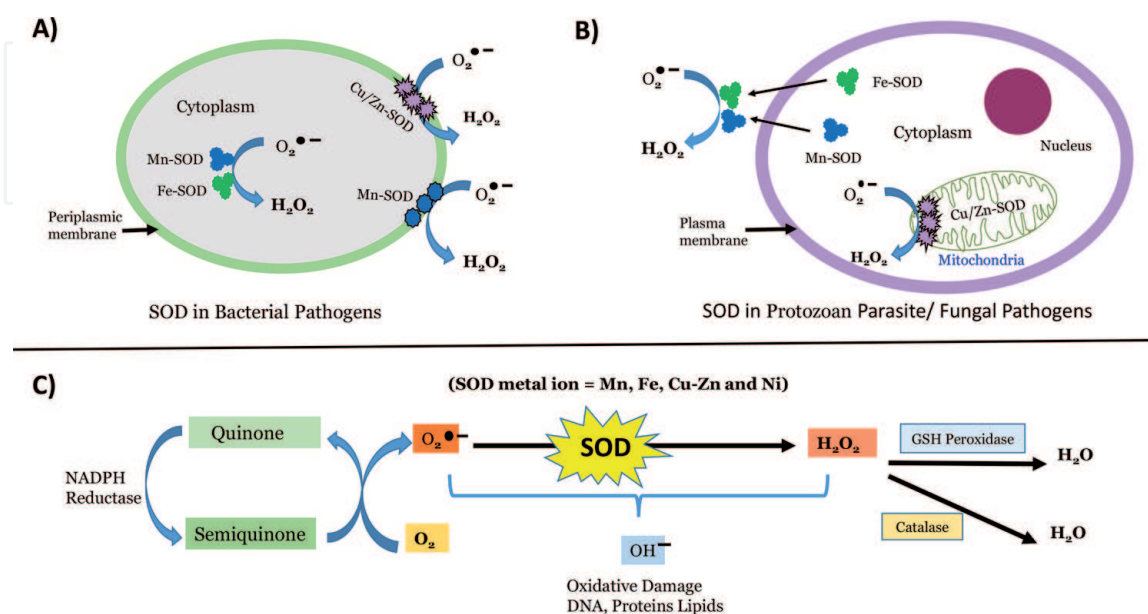 A)
O₂•−
Cu/Zn-SOD
H₂O₂
Cytoplasm
Mn-SOD
O₂•−
Fe-SOD
H₂O₂
Mn-SOD
O₂•−
H₂O₂
Periplasmic
membrane
SOD in Bacterial Pathogens
B)
O₂•−
Fe-SOD
H₂O₂
Mn-SOD
Cytoplasm
Nucleus
O₂•−
Cu/Zn-SOD
H₂O₂
Mitochondria
Plasma
membrane
SOD in Protozoan Parasite/ Fungal Pathogens
C)
(SOD metal ion = Mn, Fe, Cu-Zn and Ni)
Quinone
NADPH
Reductase
Semiquinone
O₂•−
O₂
SOD
H₂O₂
GSH Peroxidase
H₂O
Catalase
H₂O
OH−
Oxidative Damage
DNA, Proteins Lipids